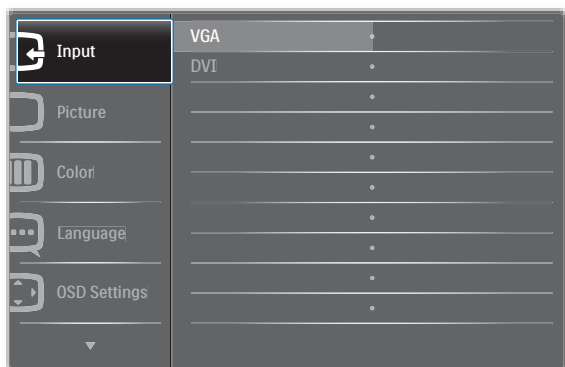 Input
VGA
DVI
Picture
Color
Language
OSD Settings